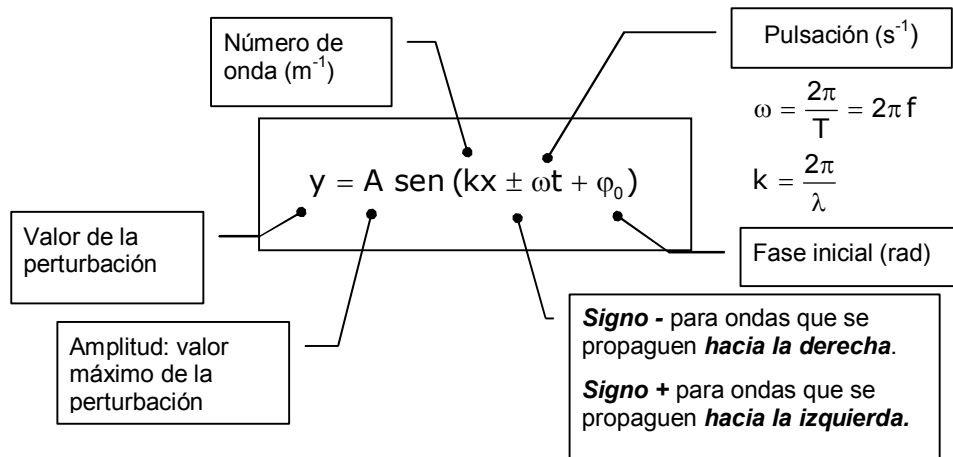 Número de
onda (m⁻¹)
Pulsación (s⁻¹)
ω = 2π/T = 2π f
k = 2π/λ
y = A sen (kx ± ωt + φ₀)
Valor de la
perturbación
Fase inicial (rad)
Amplitud: valor
máximo de la
perturbación
Signo - para ondas que se
propaguen hacia la derecha.
Signo + para ondas que se
propaguen hacia la izquierda.